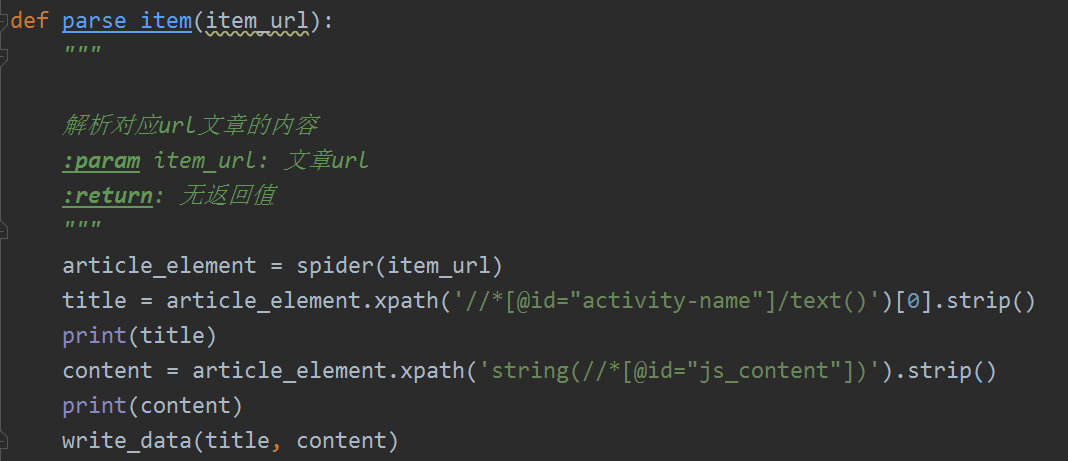 def parse_item(item_url):
    """

    解析对应url文章的内容
    :param item_url: 文章url
    :return: 无返回值
    """
    article_element = spider(item_url)
    title = article_element.xpath('//*[@id="activity-name"]/text()')[0].strip()
    print(title)
    content = article_element.xpath('string(//*[@id="js_content"])').strip()
    print(content)
    write_data(title, content)